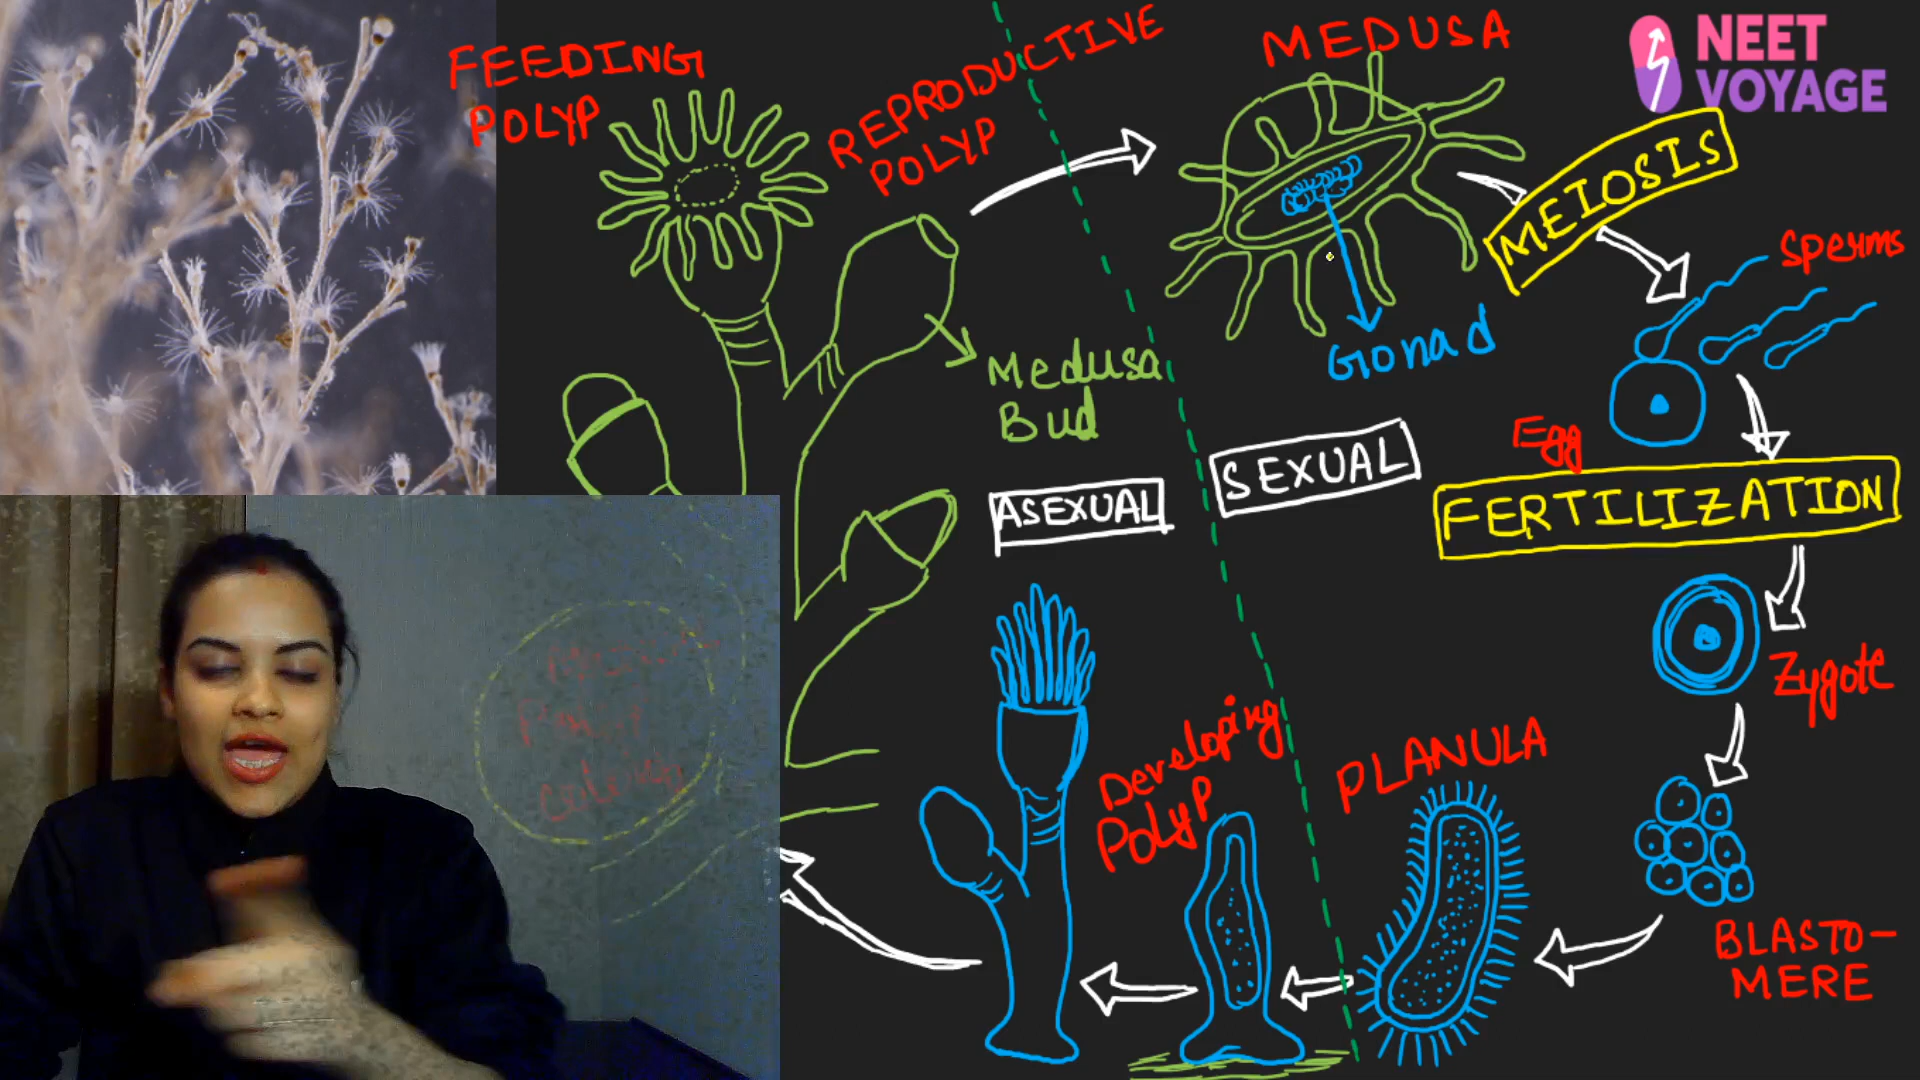 FEEDING
POLYP
REPRODUCTIVE
POLYP
MEDUSA
NEET
VOYAGE
MEIOSIS
Sperms
Medusa
Bud
Gonad
Egg
ASEXUAL
SEXUAL
FERTILIZATION
Zygote
Developing
POLYP
PLANULA
BLASTO-
MERE